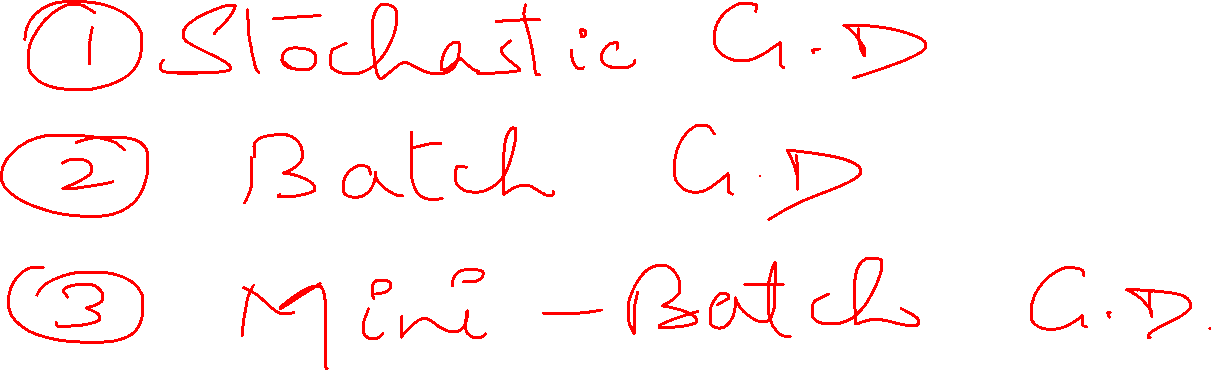 ① Stochastic G.D
② Batch G.D
③ Mini-Batch G.D.